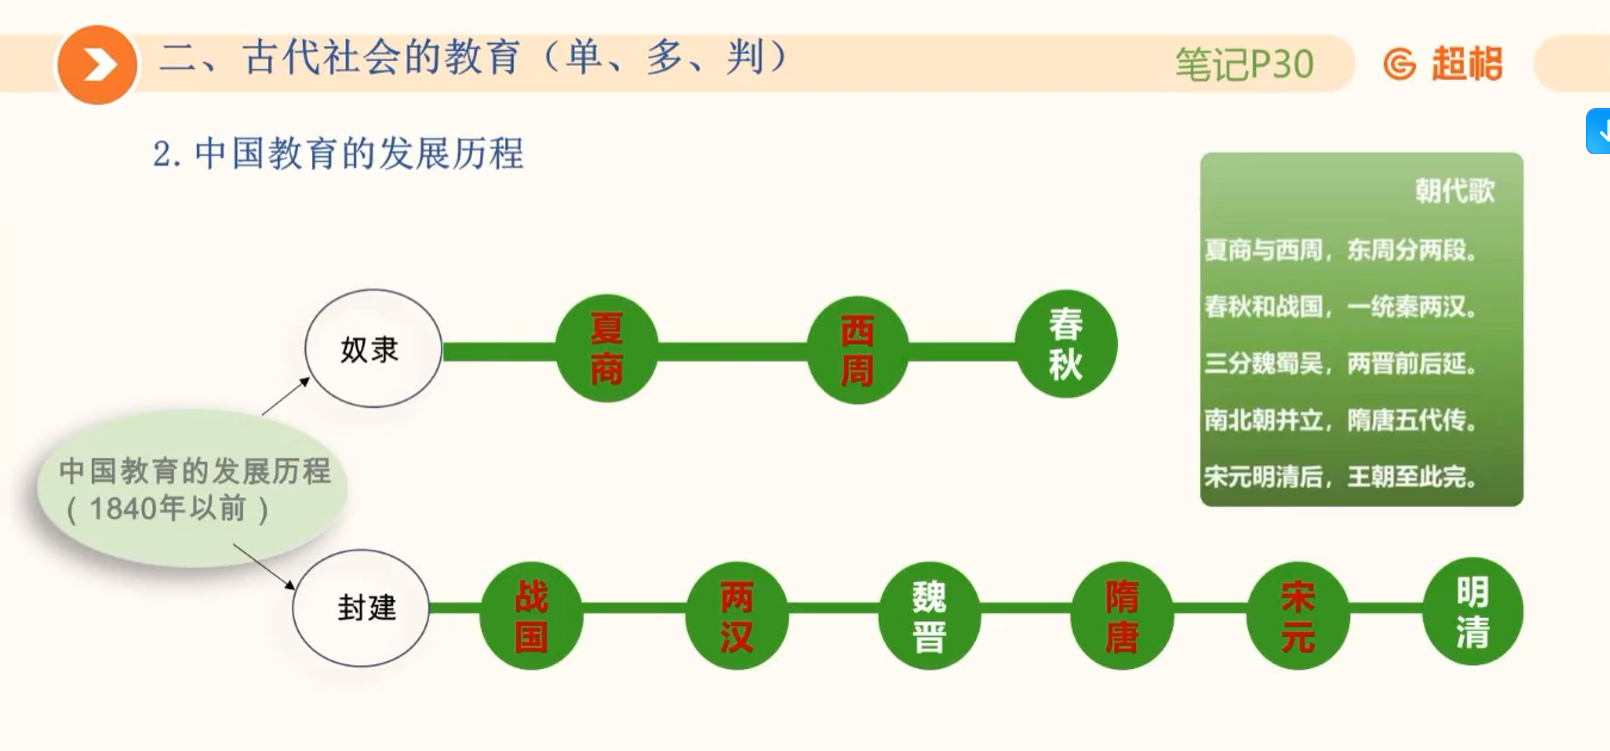 二、古代社会的教育（单、多、判）
笔记P30
超格
2.中国教育的发展历程
朝代歌
夏商与西周，东周分两段。
春秋和战国，一统秦两汉。
三分魏蜀吴，两晋前后延。
南北朝并立，隋唐五代传。
宋元明清后，王朝至此完。
奴隶
夏
商
西
周
春
秋
中国教育的发展历程
（1840年以前）
封建
战
国
两
汉
魏
晋
隋
唐
宋
元
明
清